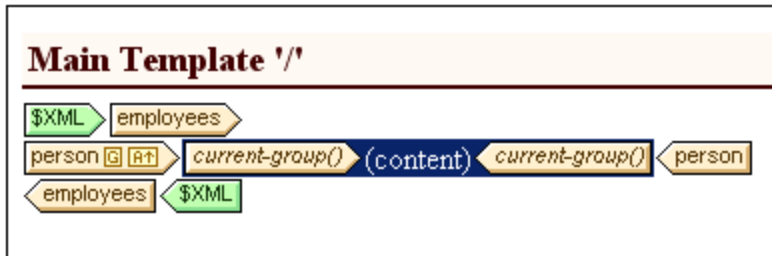 Main Template '/'
$XML employees
person G A↑ current-group() (content) current-group() person
employees $XML